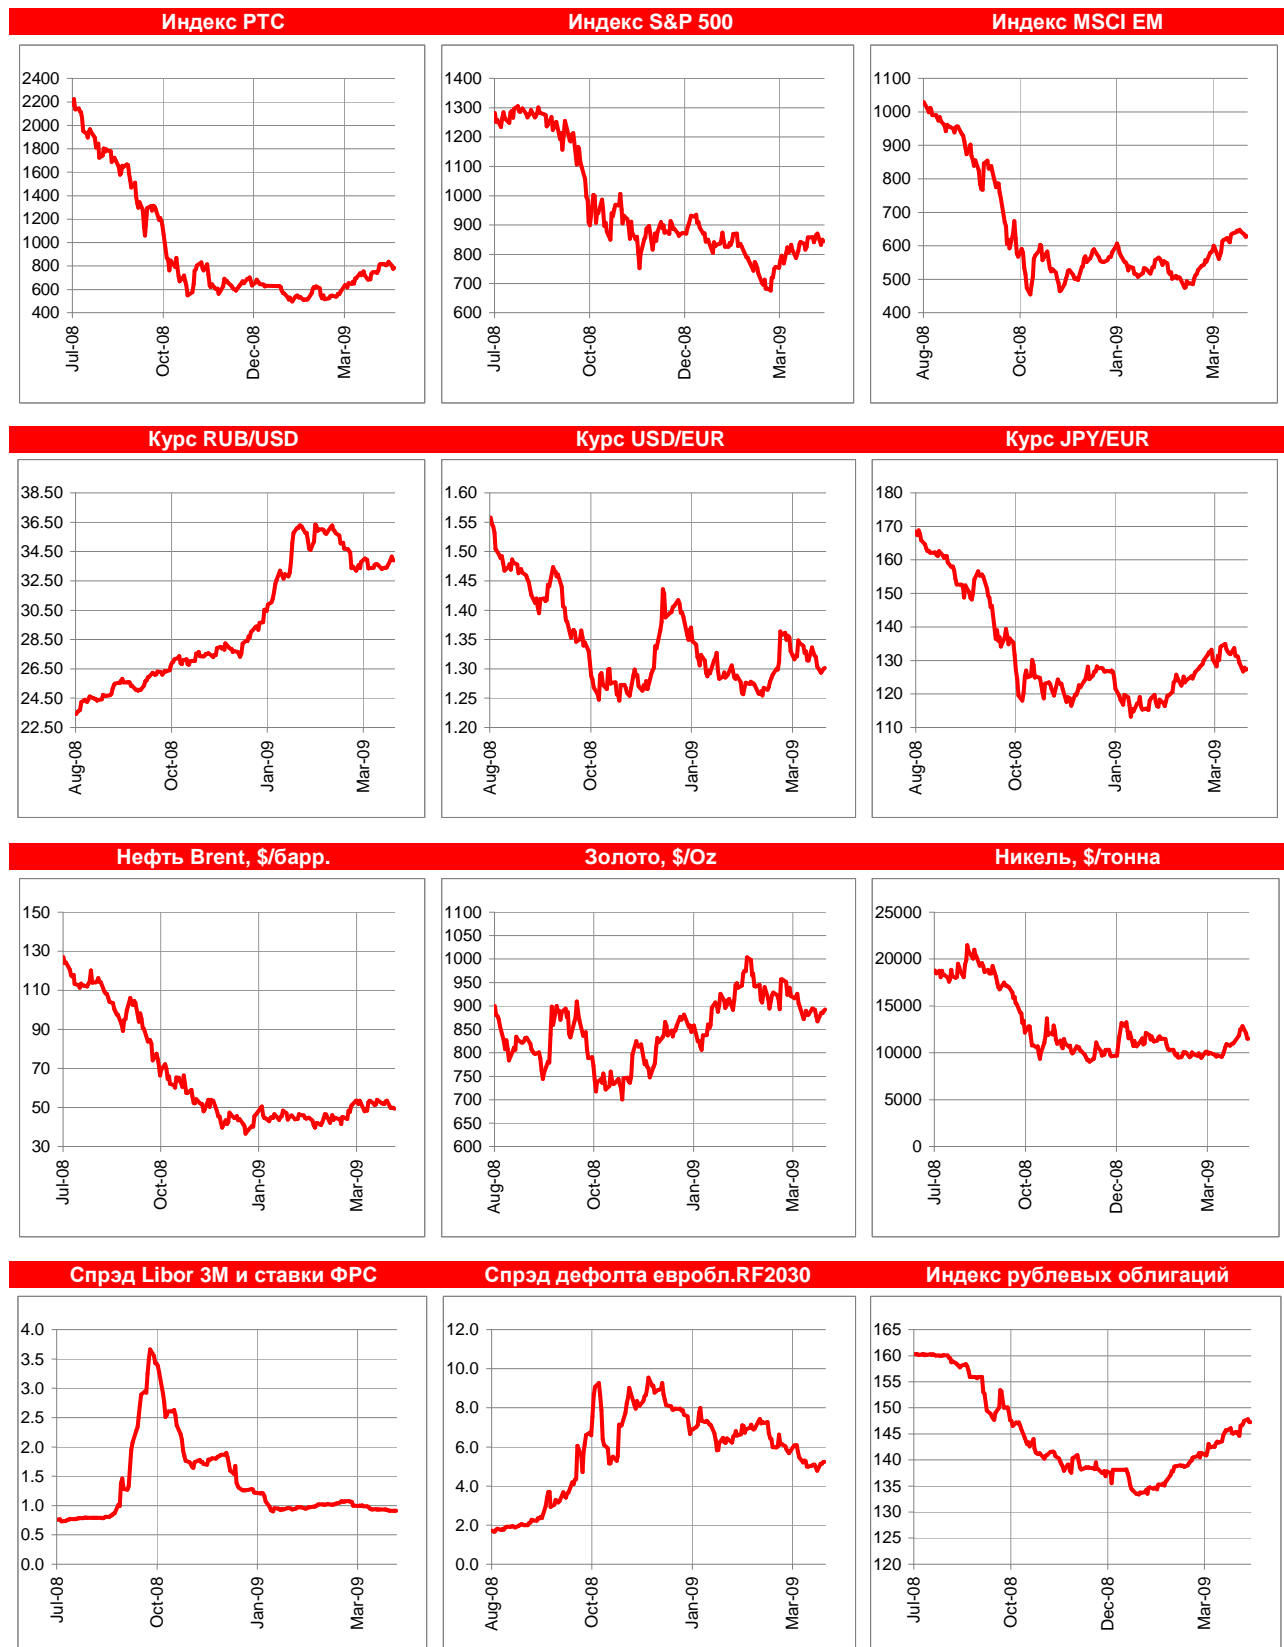 Индекс РТС
Индекс S&P 500
Индекс MSCI EM
2400
2200
2000
1800
1600
1400
1200
1000
800
600
400
Jul-08
Oct-08
Dec-08
Mar-09
1400
1300
1200
1100
1000
900
800
700
600
Jul-08
Oct-08
Dec-08
Mar-09
1100
1000
900
800
700
600
500
400
Aug-08
Oct-08
Jan-09
Mar-09
Курс RUB/USD
Курс USD/EUR
Курс JPY/EUR
38.50
36.50
34.50
32.50
30.50
28.50
26.50
24.50
22.50
Aug-08
Oct-08
Jan-09
Mar-09
1.60
1.55
1.50
1.45
1.40
1.35
1.30
1.25
1.20
Aug-08
Oct-08
Jan-09
Mar-09
180
170
160
150
140
130
120
110
Aug-08
Oct-08
Jan-09
Mar-09
Нефть Brent, $/барр.
Золото, $/Oz
Никель, $/тонна
150
130
110
90
70
50
30
Jul-08
Oct-08
Jan-09
Mar-09
1100
1050
1000
950
900
850
800
750
700
650
600
Aug-08
Oct-08
Jan-09
Mar-09
25000
20000
15000
10000
5000
0
Jul-08
Oct-08
Dec-08
Mar-09
Спрэд Libor 3M и ставки ФРС
Спрэд дефолта евробл.RF2030
Индекс рублевых облигаций
4.0
3.5
3.0
2.5
2.0
1.5
1.0
0.5
0.0
Jul-08
Oct-08
Jan-09
Mar-09
12.0
10.0
8.0
6.0
4.0
2.0
0.0
Aug-08
Oct-08
Jan-09
Mar-09
165
160
155
150
145
140
135
130
125
120
Jul-08
Oct-08
Dec-08
Mar-09